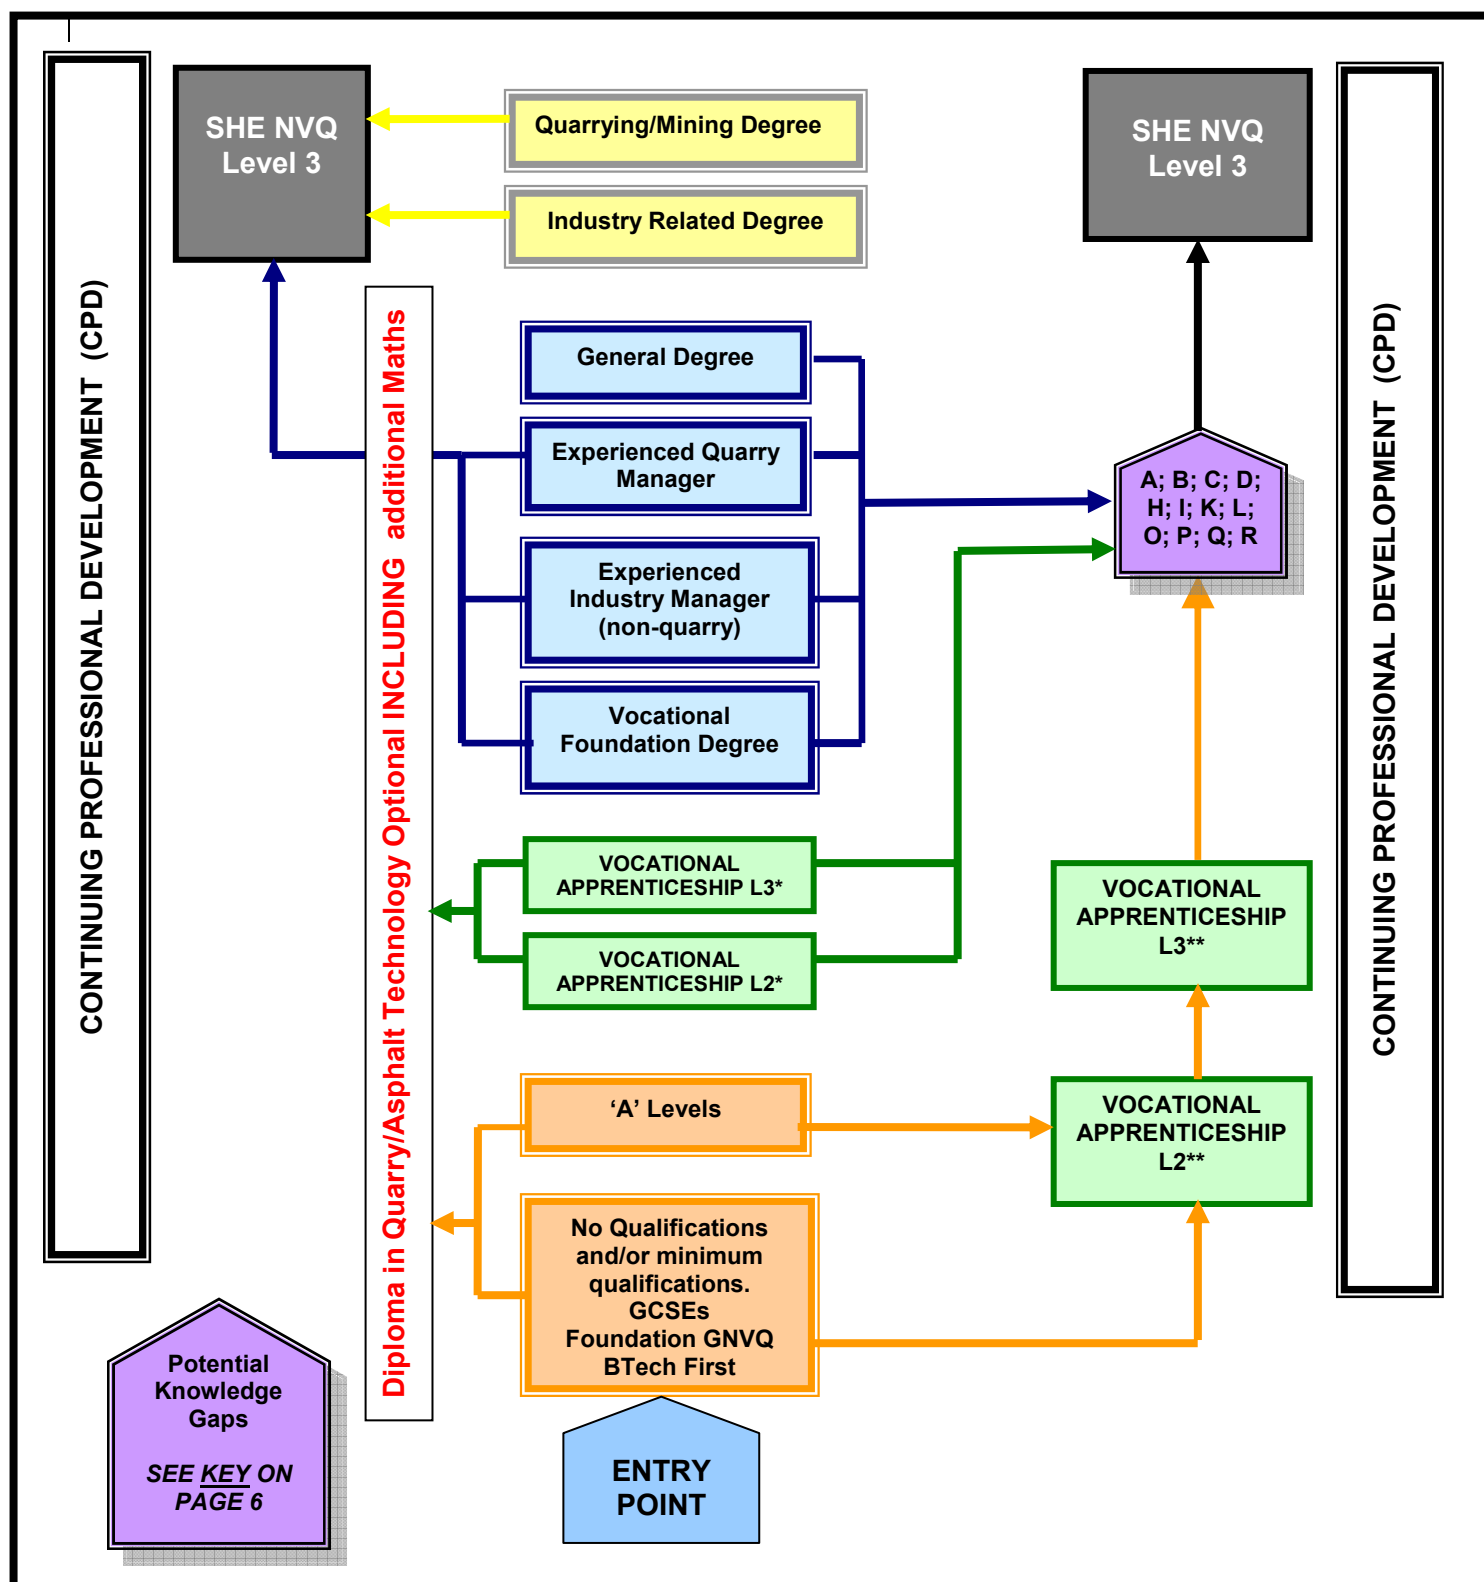 CONTINUING PROFESSIONAL DEVELOPMENT  (CPD)
SHE NVQ
Level 3
Quarrying/Mining Degree
Industry Related Degree
SHE NVQ
Level 3
CONTINUING PROFESSIONAL DEVELOPMENT  (CPD)
Diploma in Quarry/Asphalt Technology Optional INCLUDING  additional Maths
General Degree
Experienced Quarry
Manager
Experienced
Industry Manager
(non-quarry)
Vocational
Foundation Degree
A; B; C; D;
H; I; K; L;
O; P; Q; R
VOCATIONAL
APPRENTICESHIP L3*
VOCATIONAL
APPRENTICESHIP L2*
VOCATIONAL
APPRENTICESHIP
L3**
‘A’ Levels
VOCATIONAL
APPRENTICESHIP
L2**
No Qualifications
and/or minimum
qualifications.
GCSEs
Foundation GNVQ
BTech First
Potential
Knowledge
Gaps
SEE KEY ON
PAGE 6
ENTRY
POINT